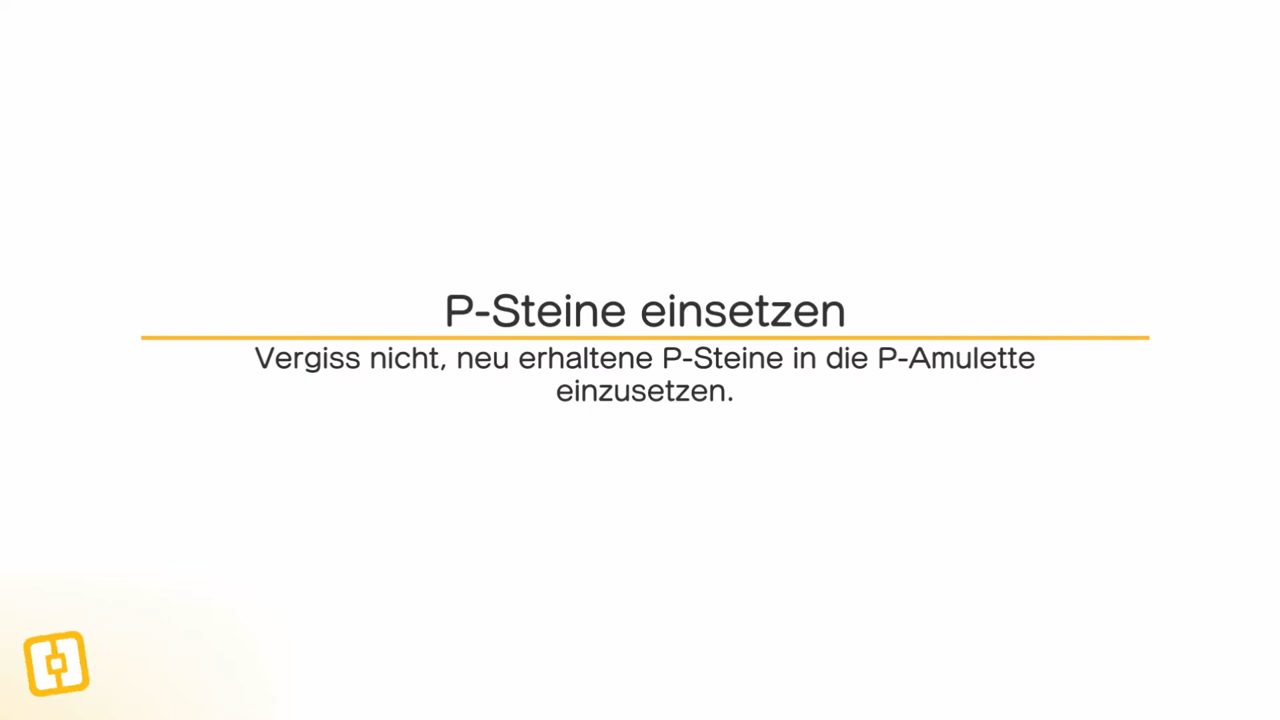 P-Steine einsetzen
Vergiss nicht, neu erhaltene P-Steine in die P-Amulette
einzusetzen.